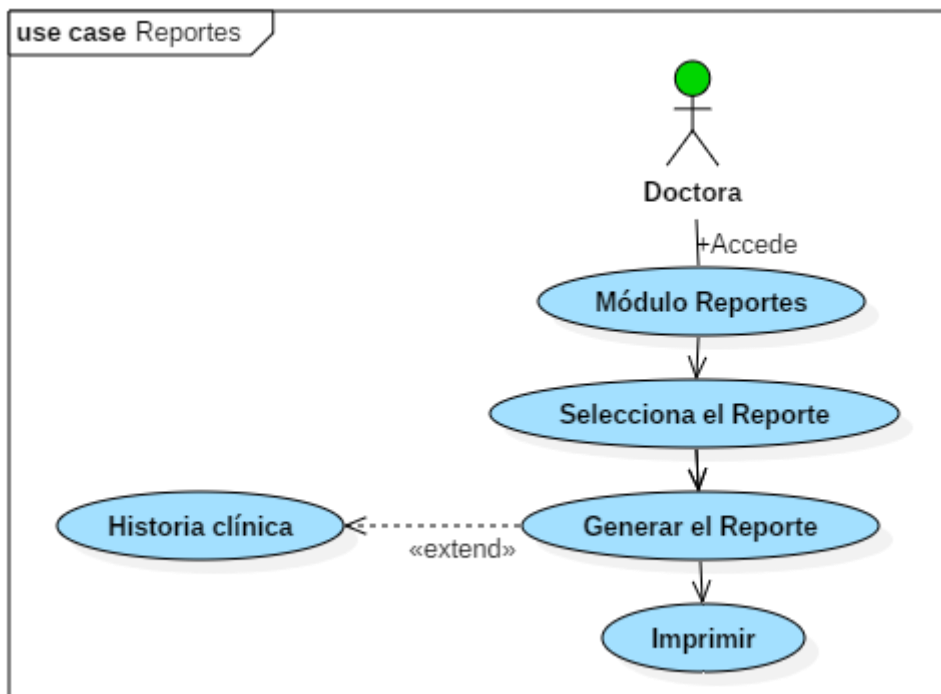 use case Reportes
Doctora
+Accede
Módulo Reportes
Selecciona el Reporte
Historia clínica
«extend»
Generar el Reporte
Imprimir